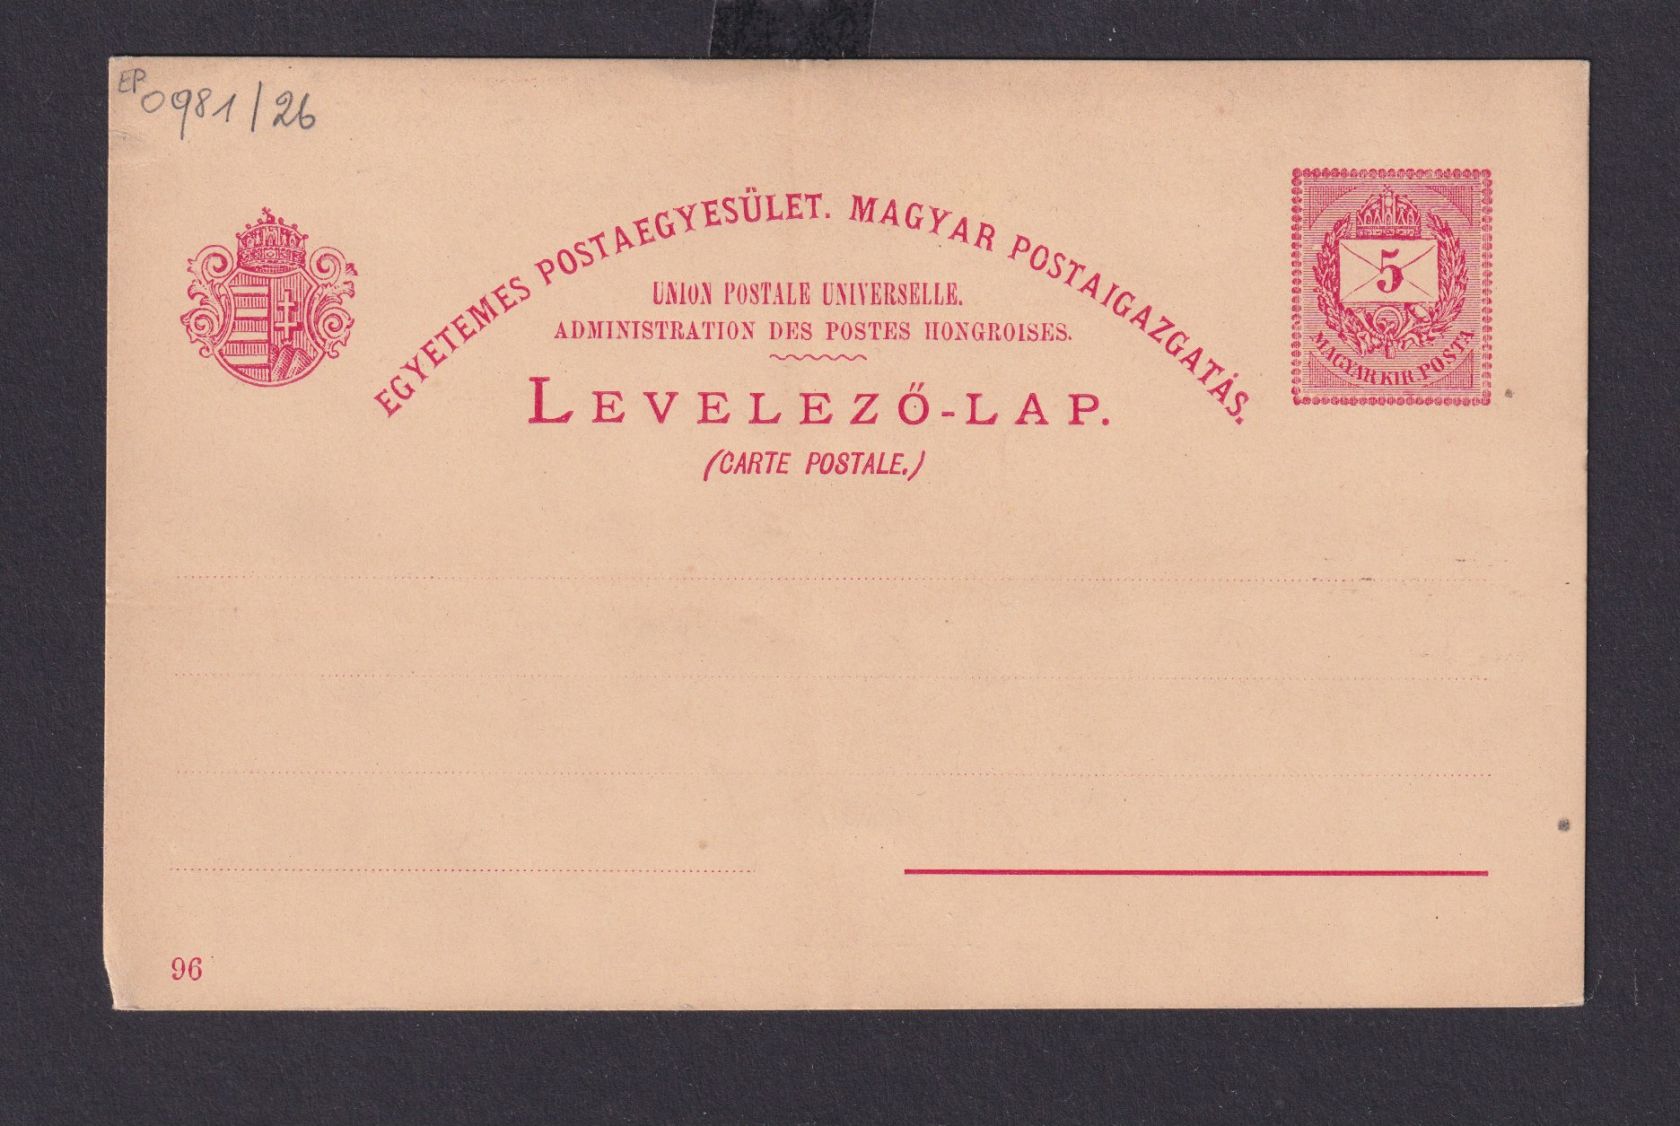 EP 0981/26
EGYETEMES POSTAEGYESÜLET. MAGYAR POSTAIGAZGATÁS.
UNION POSTALE UNIVERSELLE.
ADMINISTRATION DES POSTES HONGROISES.
LEVELEZŐ-LAP.
(CARTE POSTALE.)
5
MAGYAR KIR. POSTA
96